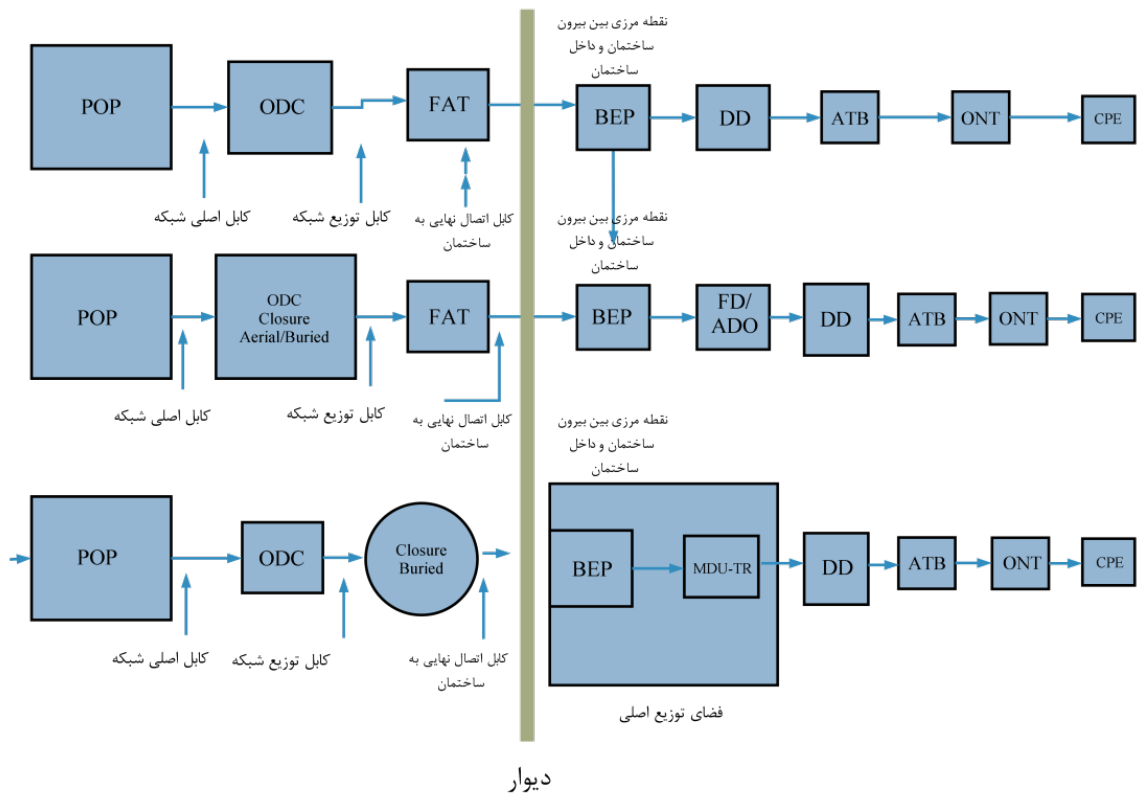 نقطه مرزی بین بیرون
ساختمان و داخل
ساختمان
POP
ODC
FAT
BEP
DD
ATB
ONT
CPE
کابل اصلی شبکه
کابل توزیع شبکه
کابل اتصال نهایی به
ساختمان
نقطه مرزی بین بیرون
ساختمان و داخل
ساختمان
POP
ODC
Closure
Aerial/Buried
FAT
BEP
FD/
ADO
DD
ATB
ONT
CPE
کابل اصلی شبکه
کابل توزیع شبکه
کابل اتصال نهایی به
ساختمان
نقطه مرزی بین بیرون
ساختمان و داخل
ساختمان
POP
ODC
Closure
Buried
BEP
MDU-TR
DD
ATB
ONT
CPE
کابل اصلی شبکه
کابل توزیع شبکه
کابل اتصال نهایی به
ساختمان
فضای توزیع اصلی
دیوار